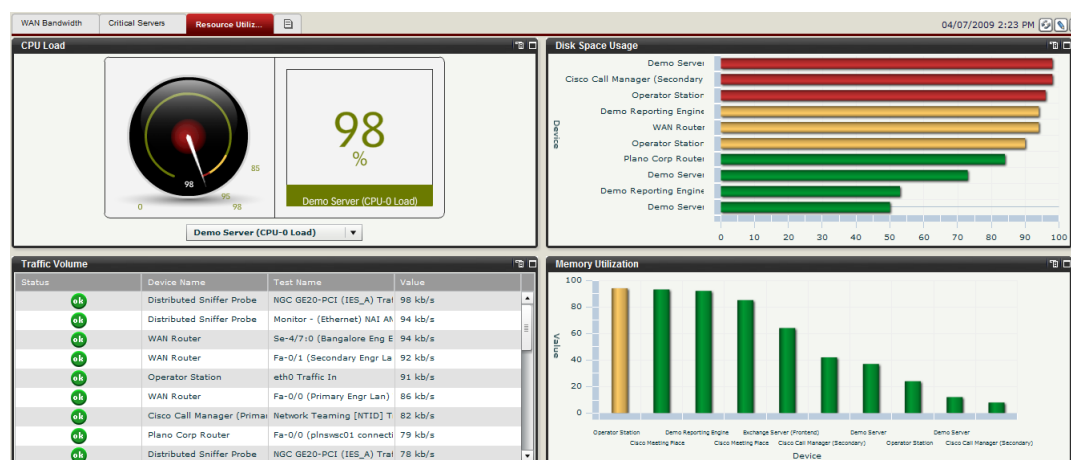 WAN Bandwidth
Critical Servers
Resource Utiliz...
04/07/2009 2:23 PM
CPU Load
98
0
85
95
98
98
%
Demo Server (CPU-0 Load)
Demo Server (CPU-0 Load)
Disk Space Usage
Device
Demo Server
Cisco Call Manager (Secondary
Operator Station
Demo Reporting Engine
WAN Router
Operator Station
Plano Corp Router
Demo Server
Demo Reporting Engine
Demo Server
0 10 20 30 40 50 60 70 80 90 100
Traffic Volume
Status Device Name Test Name Value
ok Distributed Sniffer Probe NGC GE20-PCI (IES_A) Traf 98 kb/s
ok Distributed Sniffer Probe Monitor - (Ethernet) NAI AN 94 kb/s
ok WAN Router Se-4/7:0 (Bangalore Eng E 94 kb/s
ok WAN Router Fa-0/1 (Secondary Engr La 92 kb/s
ok Operator Station eth0 Traffic In 91 kb/s
ok WAN Router Fa-0/0 (Primary Engr Lan) 86 kb/s
ok Cisco Call Manager (Primar Network Teaming [NTID] T 82 kb/s
ok Plano Corp Router Fa-0/0 (plnswsc01 connecti 79 kb/s
ok Distributed Sniffer Probe NGC GE20-PCI (IES_A) Traf 78 kb/s
Memory Utilization
Value
100
80
60
40
20
0
Operator Station Demo Reporting Engine Exchange Server (Frontend) Demo Server Demo Server
Cisco Meeting Place Cisco Meeting Place Cisco Call Manager (Secondary) Operator Station Cisco Call Manager (Secondary)
Device